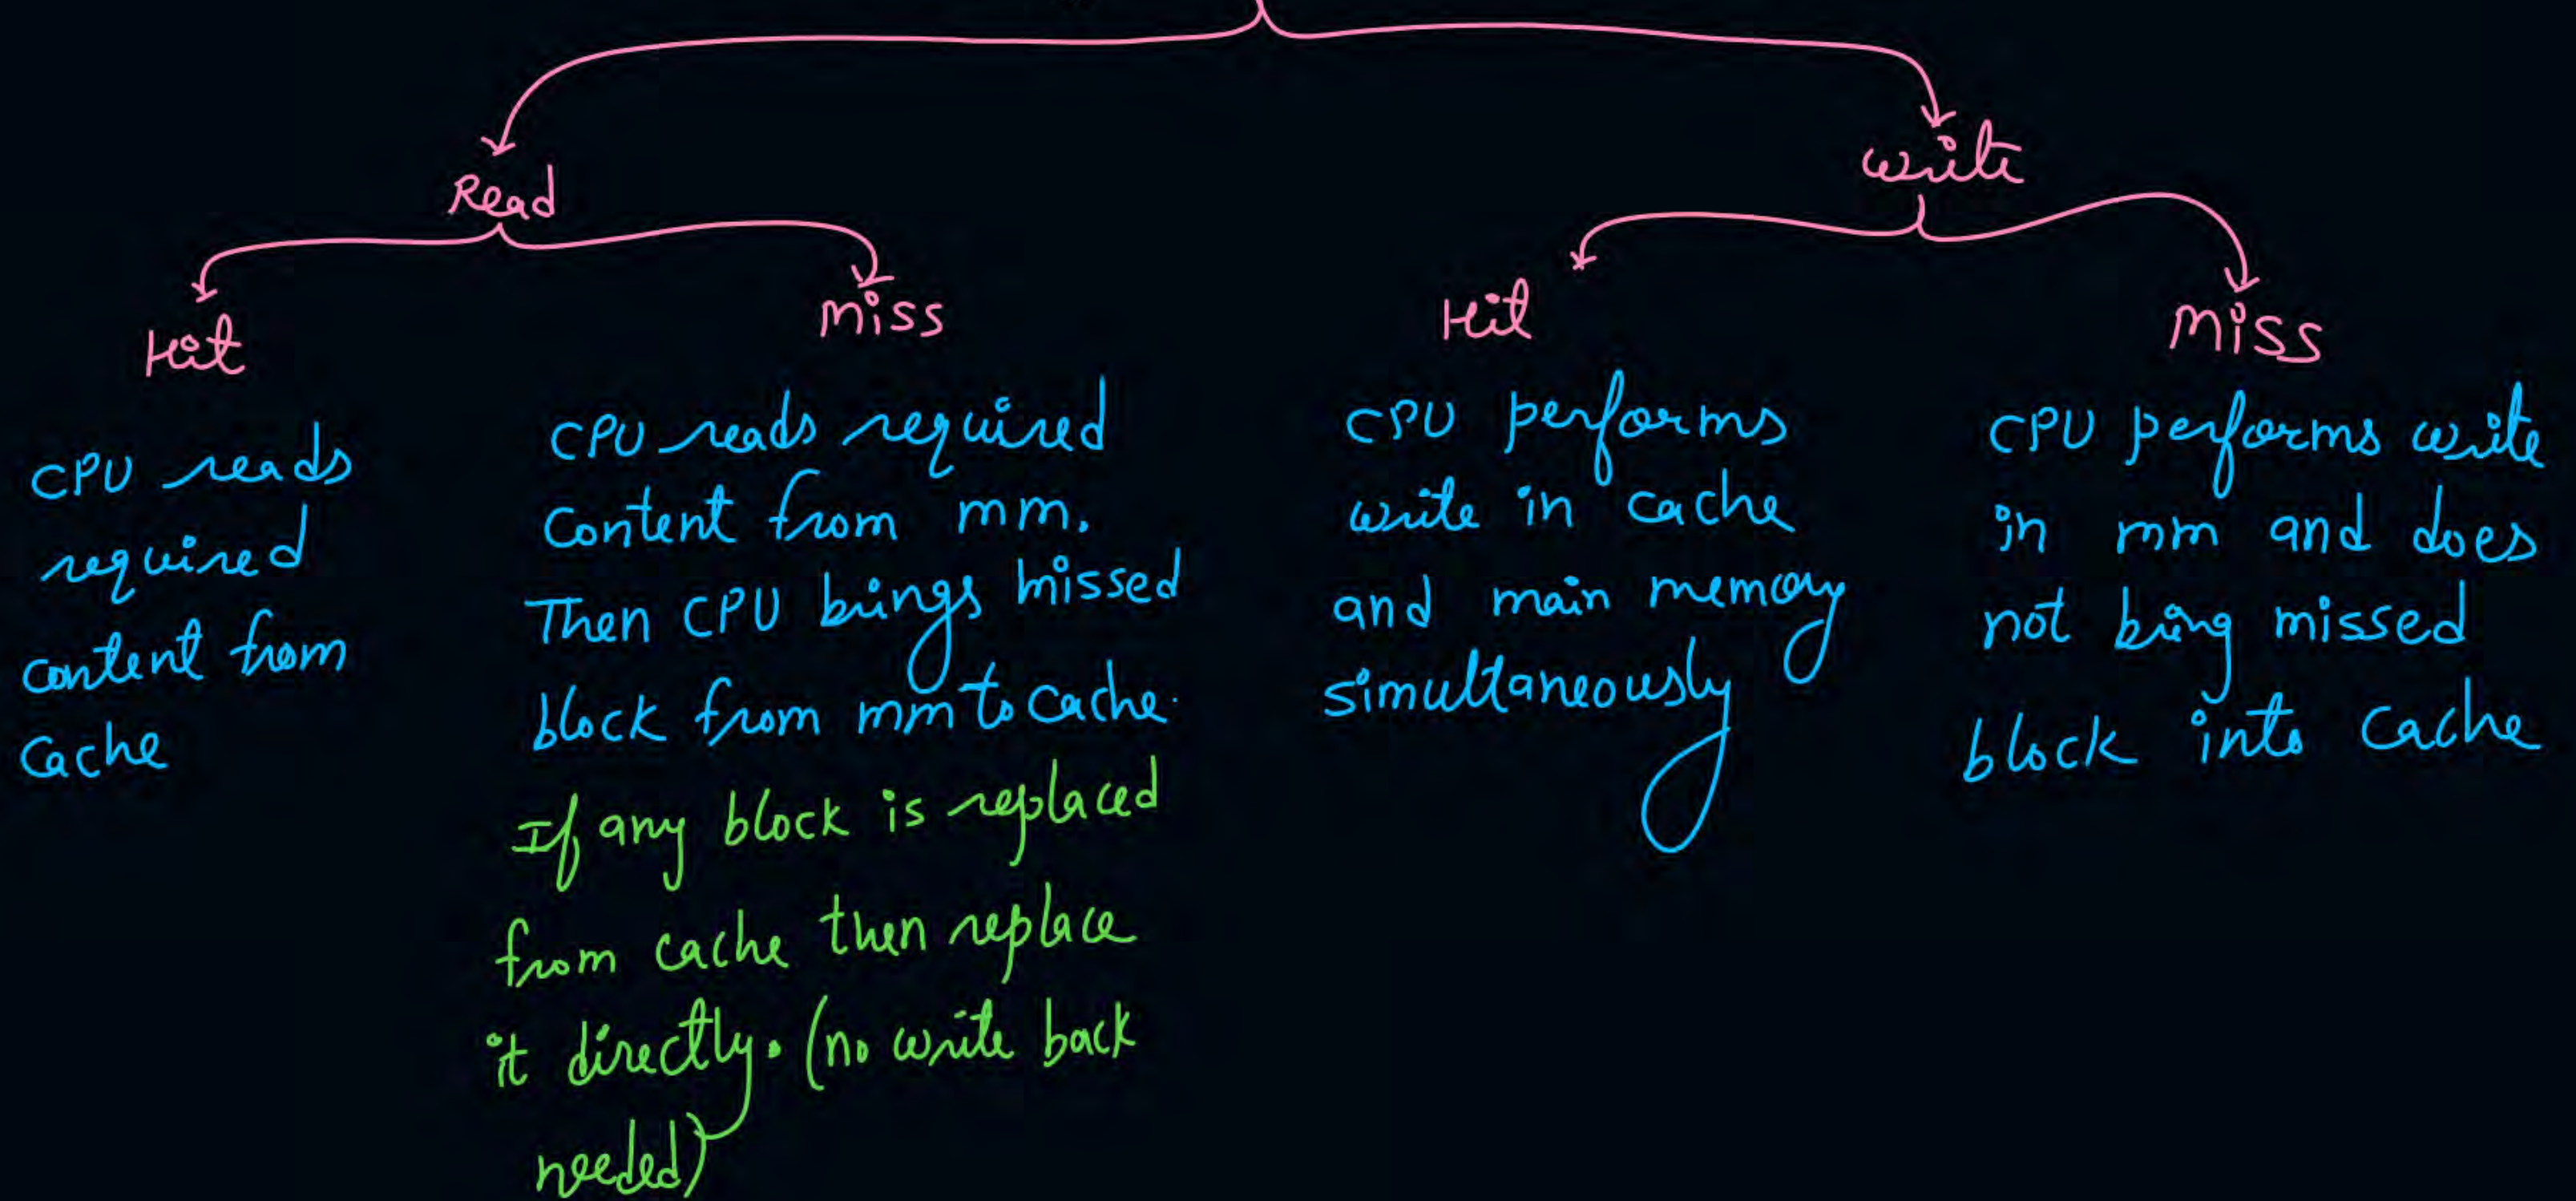 Read
write
Hit
miss
Hit
miss
CPU reads
required
content from
Cache
CPU reads required
Content from mm.
Then CPU brings missed
block from mm to Cache.
If any block is replaced
from cache then replace
it directly. (no write back
needed)
CPU performs
write in cache
and main memory
simultaneously
CPU performs write
in mm and does
not bring missed
block into Cache